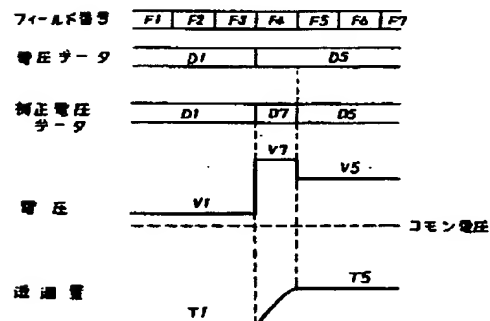 フィールド番号 F1 F2 F3 F4 F5 F6 F7
電圧データ D1 D5
補正電圧
データ D1 D7 D5
V7
V5
電圧 V1
コモン電圧
透過量 T1 T5